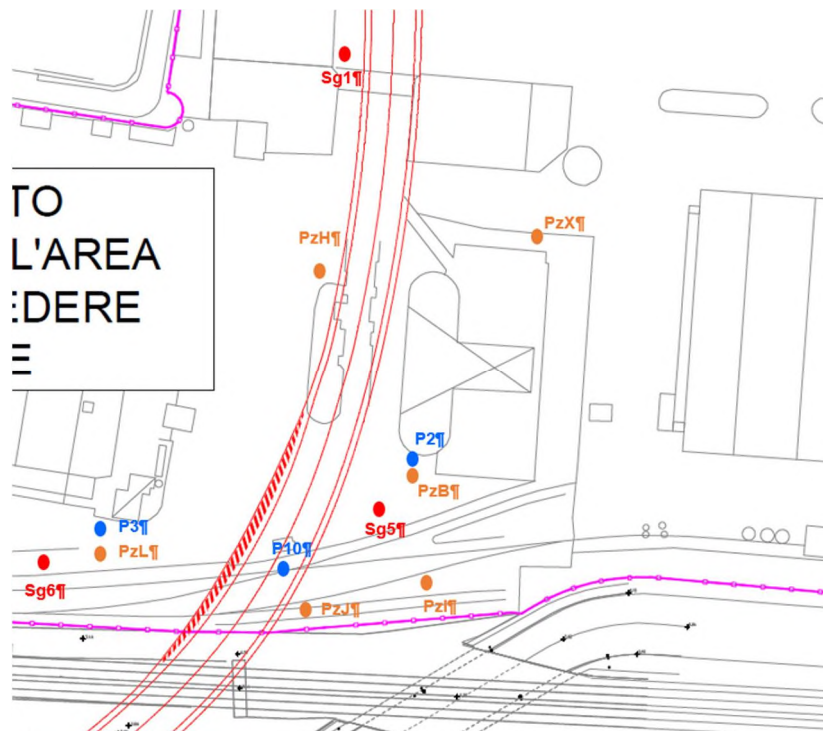 Sg1¶
TO
L'AREA
EDERE
E
PzH¶
PzX¶
P2¶
PzB¶
Sg5¶
P3¶
PzL¶
Sg6¶
P10¶
PzJ¶
PzI¶